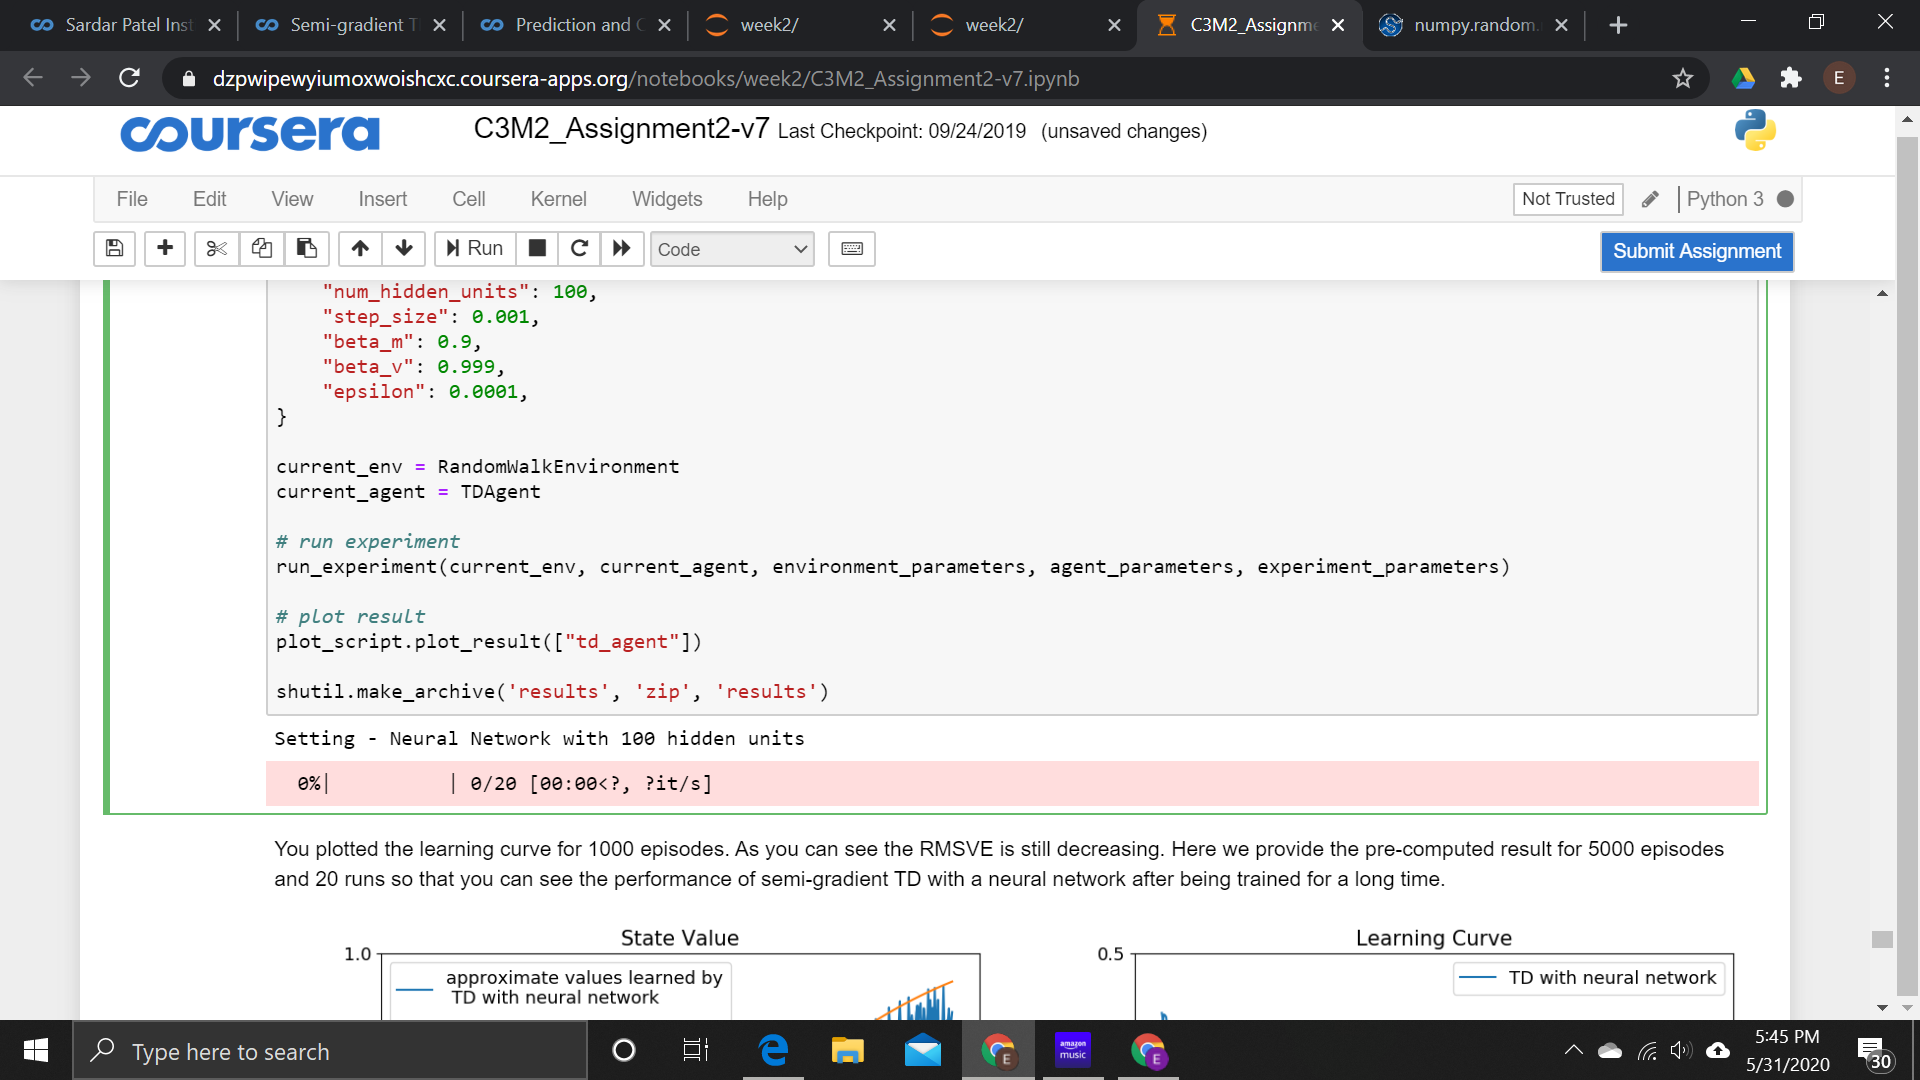 Sardar Patel Inst
Semi-gradient T
Prediction and C
week2/
week2/
C3M2_Assignme
numpy.random.
dzpwipewyiumoxwoishcxc.coursera-apps.org/notebooks/week2/C3M2_Assignment2-v7.ipynb
E
coursera
C3M2_Assignment2-v7 Last Checkpoint: 09/24/2019 (unsaved changes)
File Edit View Insert Cell Kernel Widgets Help
Not Trusted
Python 3
Run
Code
Submit Assignment
"num_hidden_units": 100,
"step_size": 0.001,
"beta_m": 0.9,
"beta_v": 0.999,
"epsilon": 0.0001,
}
current_env = RandomWalkEnvironment
current_agent = TDAgent
# run experiment
run_experiment(current_env, current_agent, environment_parameters, agent_parameters, experiment_parameters)
# plot result
plot_script.plot_result(["td_agent"])
shutil.make_archive('results', 'zip', 'results')
Setting - Neural Network with 100 hidden units
0%| | 0/20 [00:00<?, ?it/s]
You plotted the learning curve for 1000 episodes. As you can see the RMSVE is still decreasing. Here we provide the pre-computed result for 5000 episodes
and 20 runs so that you can see the performance of semi-gradient TD with a neural network after being trained for a long time.
State Value
1.0
approximate values learned by
TD with neural network
Learning Curve
0.5
TD with neural network
Type here to search
E
amazon
music
E
5:45 PM
5/31/2020
30